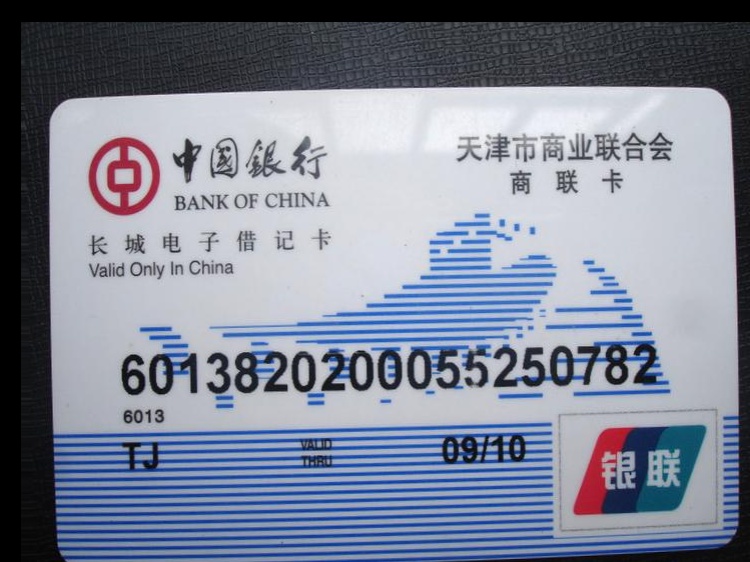 中国銀行
BANK OF CHINA
天津市商业联合会
商联卡
长城电子借记卡
Valid Only In China
6013820200055250782
6013
TJ
VALID
THRU
09/10
银联